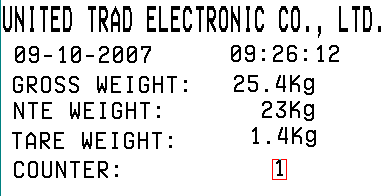 UNITED TRAD ELECTRONIC CO., LTD.
09-10-2007 09:26:12
GROSS WEIGHT: 25.4Kg
NTE WEIGHT: 23Kg
TARE WEIGHT: 1.4Kg
COUNTER: 1